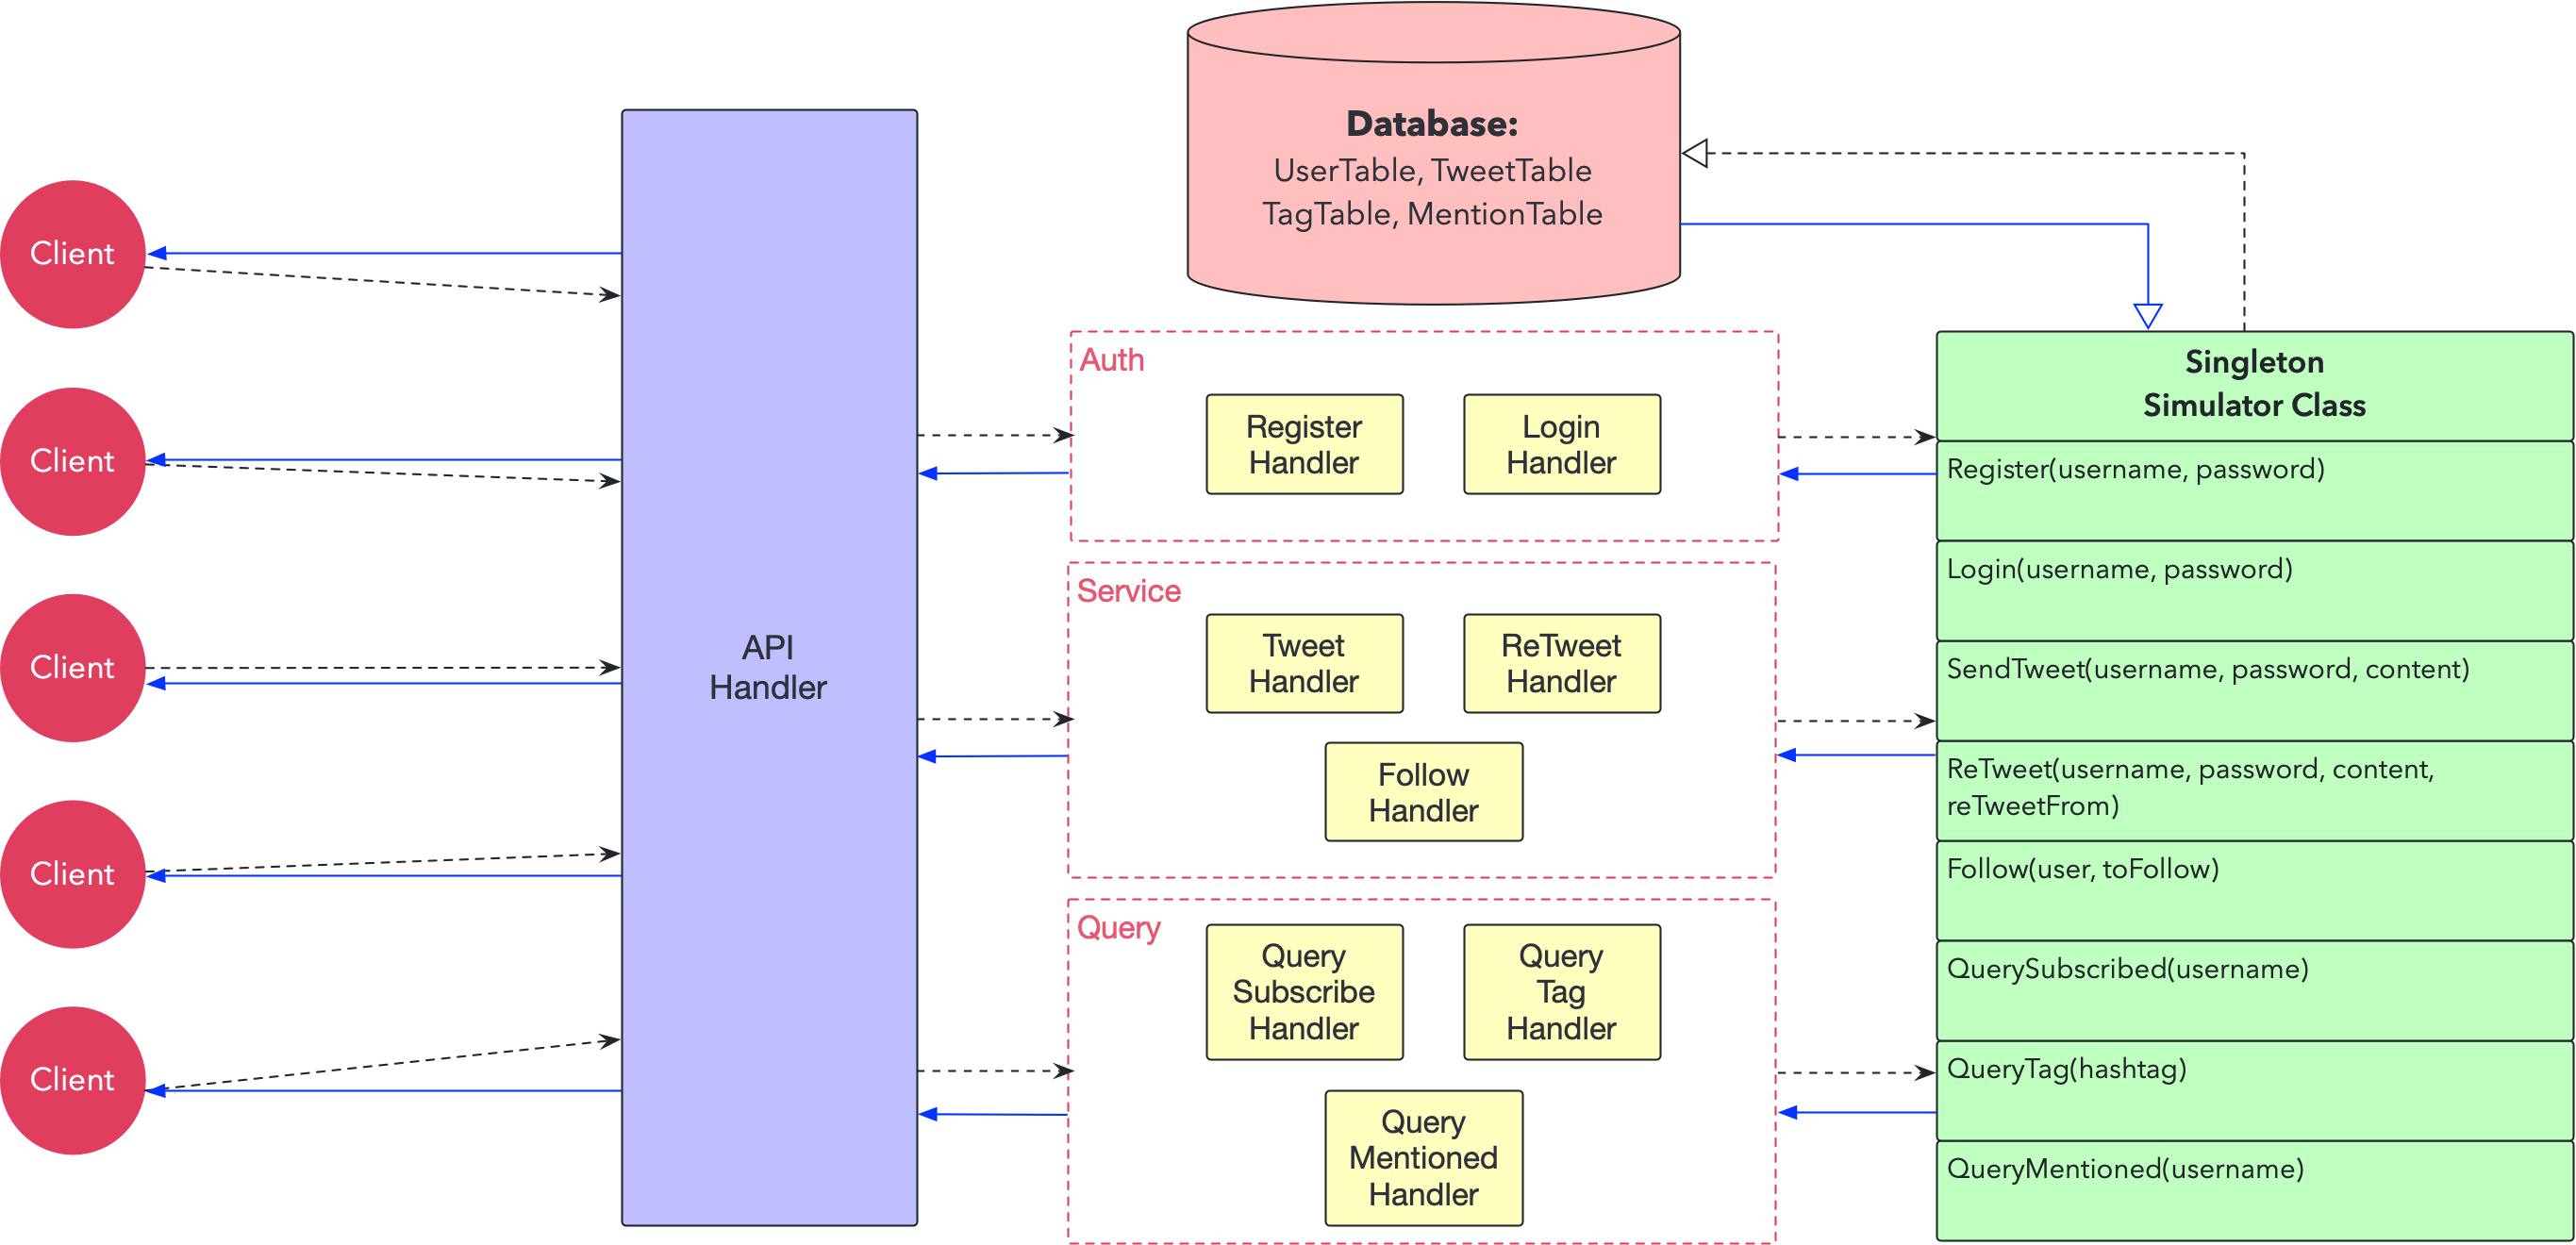 Client
Client
Client
Client
Client
API
Handler
Database:
UserTable, TweetTable
TagTable, MentionTable
Auth
Register
Handler
Login
Handler
Service
Tweet
Handler
ReTweet
Handler
Follow
Handler
Query
Query
Subscribe
Handler
Query
Tag
Handler
Query
Mentioned
Handler
Singleton
Simulator Class
Register(username, password)
Login(username, password)
SendTweet(username, password, content)
ReTweet(username, password, content,
reTweetFrom)
Follow(user, toFollow)
QuerySubscribed(username)
QueryTag(hashtag)
QueryMentioned(username)